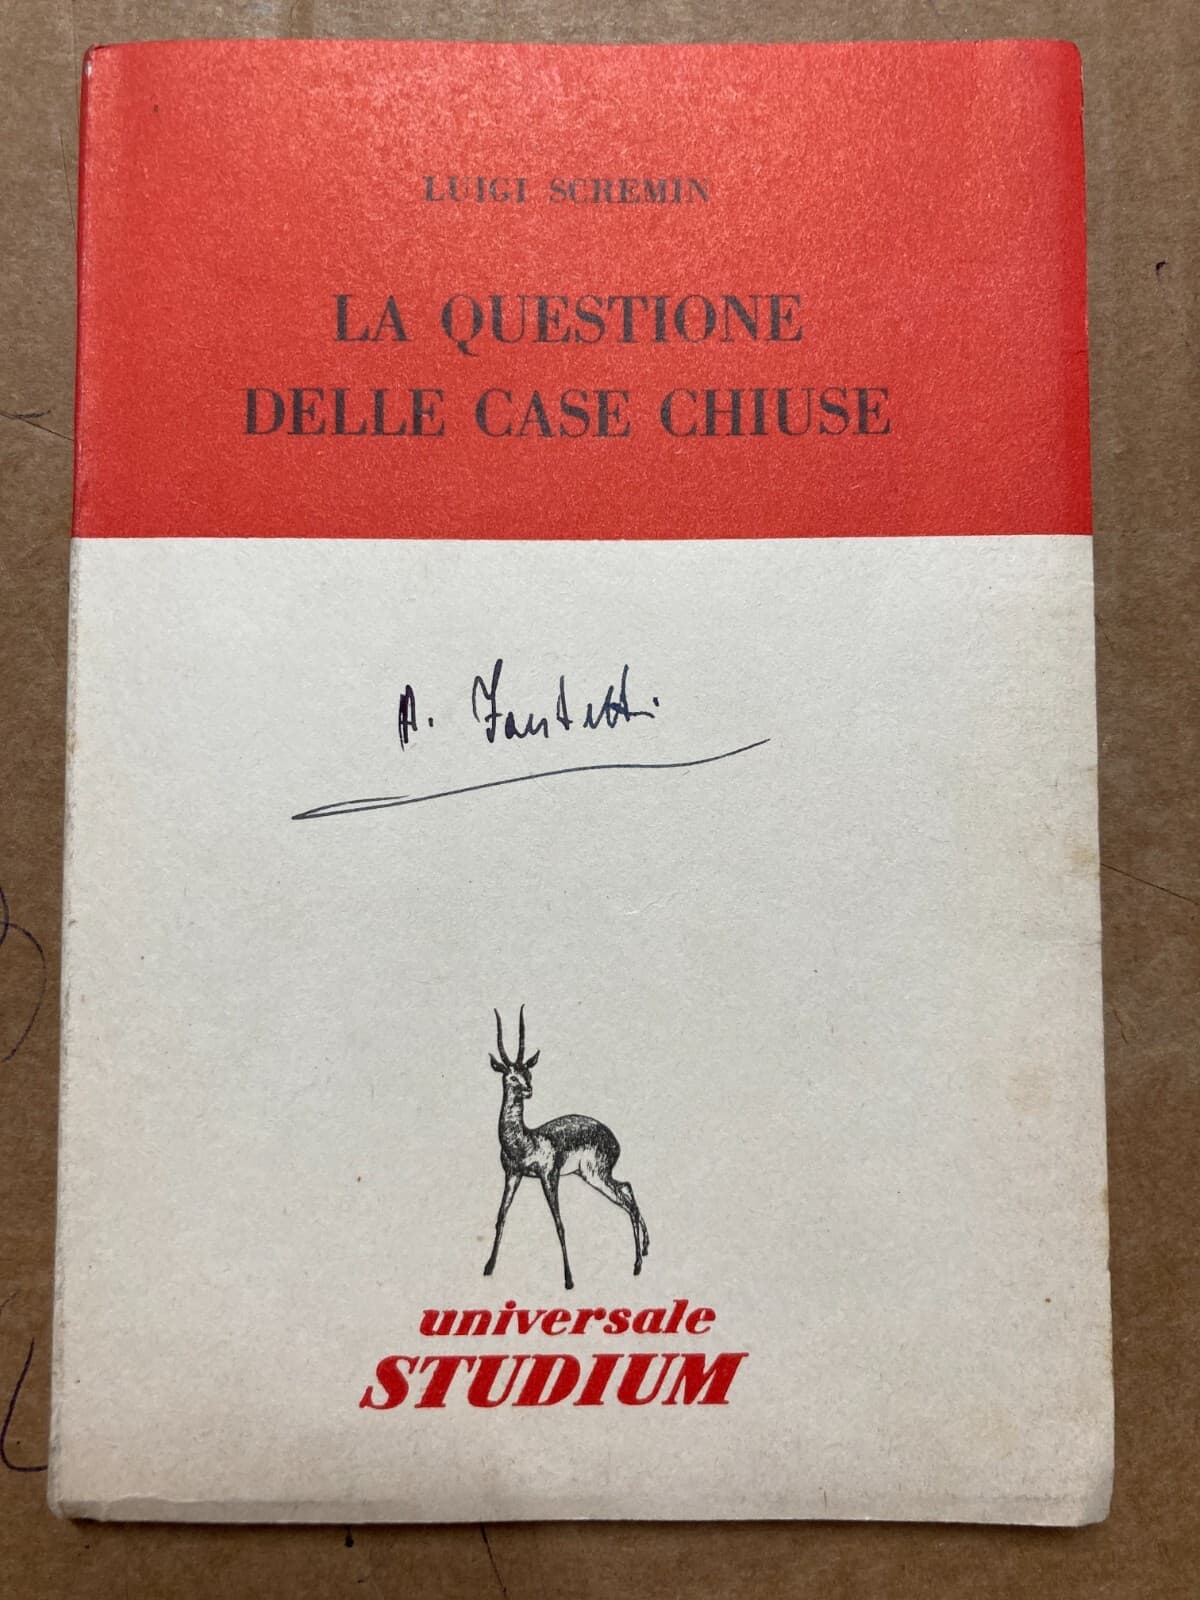 LUIGI SCREMIN
LA QUESTIONE
DELLE CASE CHIUSE
A.
universale
STUDIUM